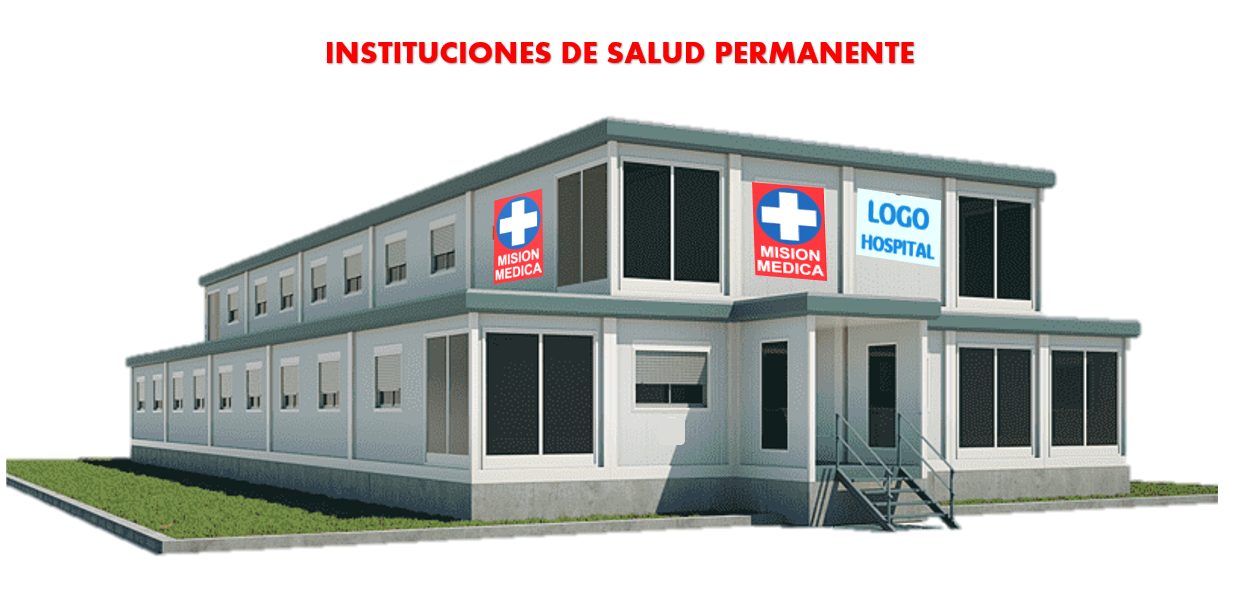 INSTITUCIONES DE SALUD PERMANENTE
MISION
MEDICA
MISION
MEDICA
LOGO
HOSPITAL